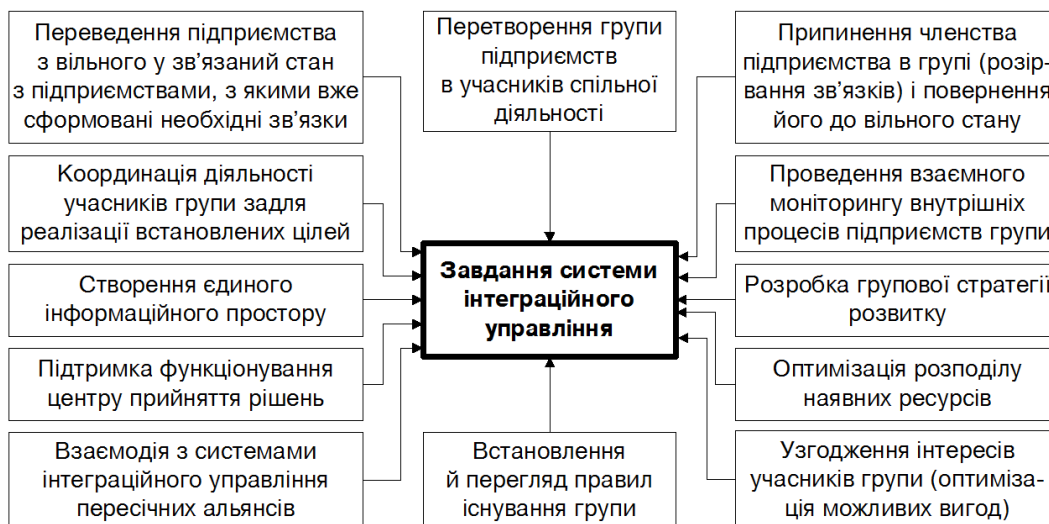 Переведення підприємства
з вільного у зв’язаний стан
з підприємствами, з якими вже
сформовані необхідні зв’язки
Перетворення групи
підприємств
в учасників спільної
діяльності
Припинення членства
підприємства в групі (розір-
вання зв’язків) і повернення
його до вільного стану
Координація діяльності
учасників групи задля
реалізації встановлених цілей
Проведення взаємного
моніторингу внутрішніх
процесів підприємств групи
Завдання системи
інтеграційного
управління
Створення єдиного
інформаційного простору
Розробка групової стратегії
розвитку
Підтримка функціонування
центру прийняття рішень
Оптимізація розподілу
наявних ресурсів
Взаємодія з системами
інтеграційного управління
пересічних альянсів
Встановлення
й перегляд правил
існування групи
Узгодження інтересів
учасників групи (оптиміза-
ція можливих вигод)